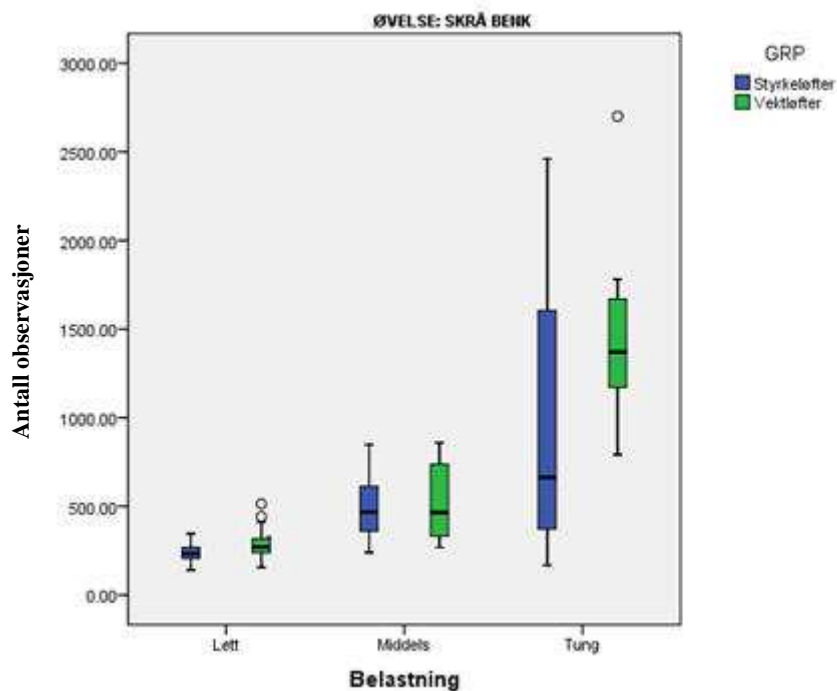 ØVELSE: SKRÅ BENK
GRP
Styrkeløfter
Vektløfter
Antall observasjoner
3000.00
2500.00
2000.00
1500.00
1000.00
500.00
0.00
Lett
Middels
Tung
Belastning